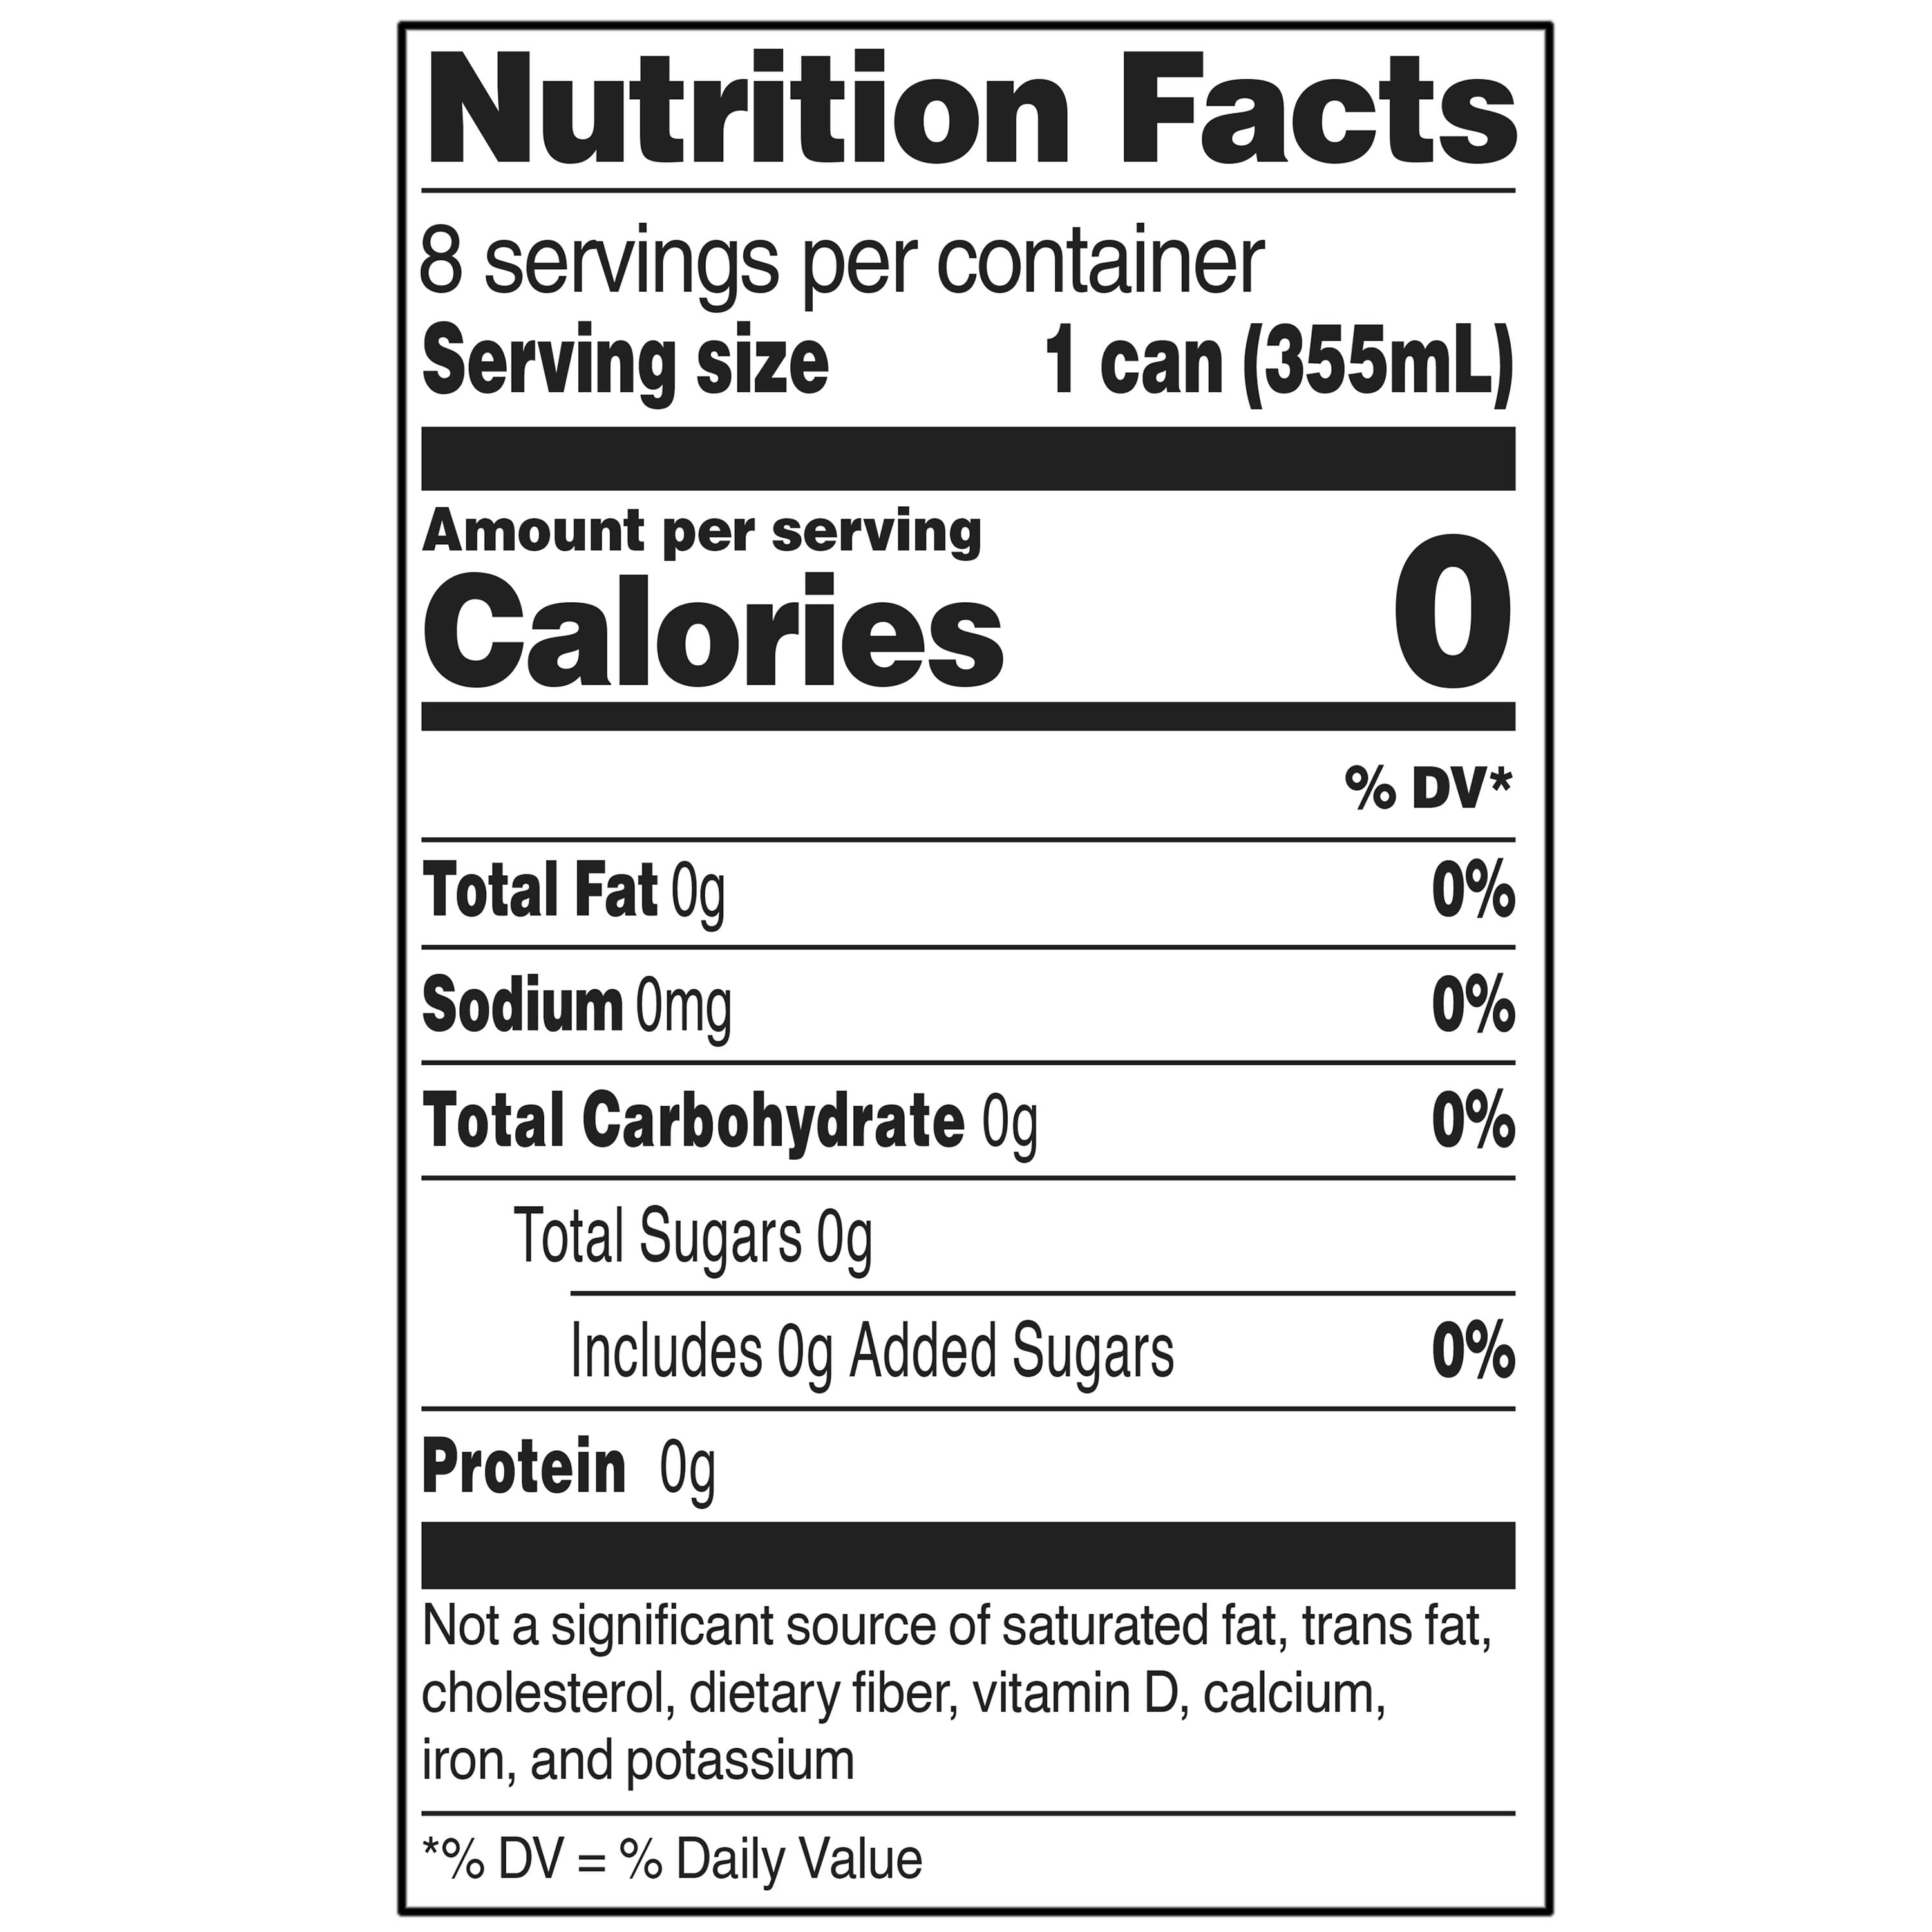 Nutrition Facts
8 servings per container
Serving size 1 can (355mL)
Amount per serving
Calories 0
% DV*
Total Fat 0g 0%
Sodium 0mg 0%
Total Carbohydrate 0g 0%
Total Sugars 0g
Includes 0g Added Sugars 0%
Protein 0g
Not a significant source of saturated fat, trans fat,
cholesterol, dietary fiber, vitamin D, calcium,
iron, and potassium
*% DV = % Daily Value